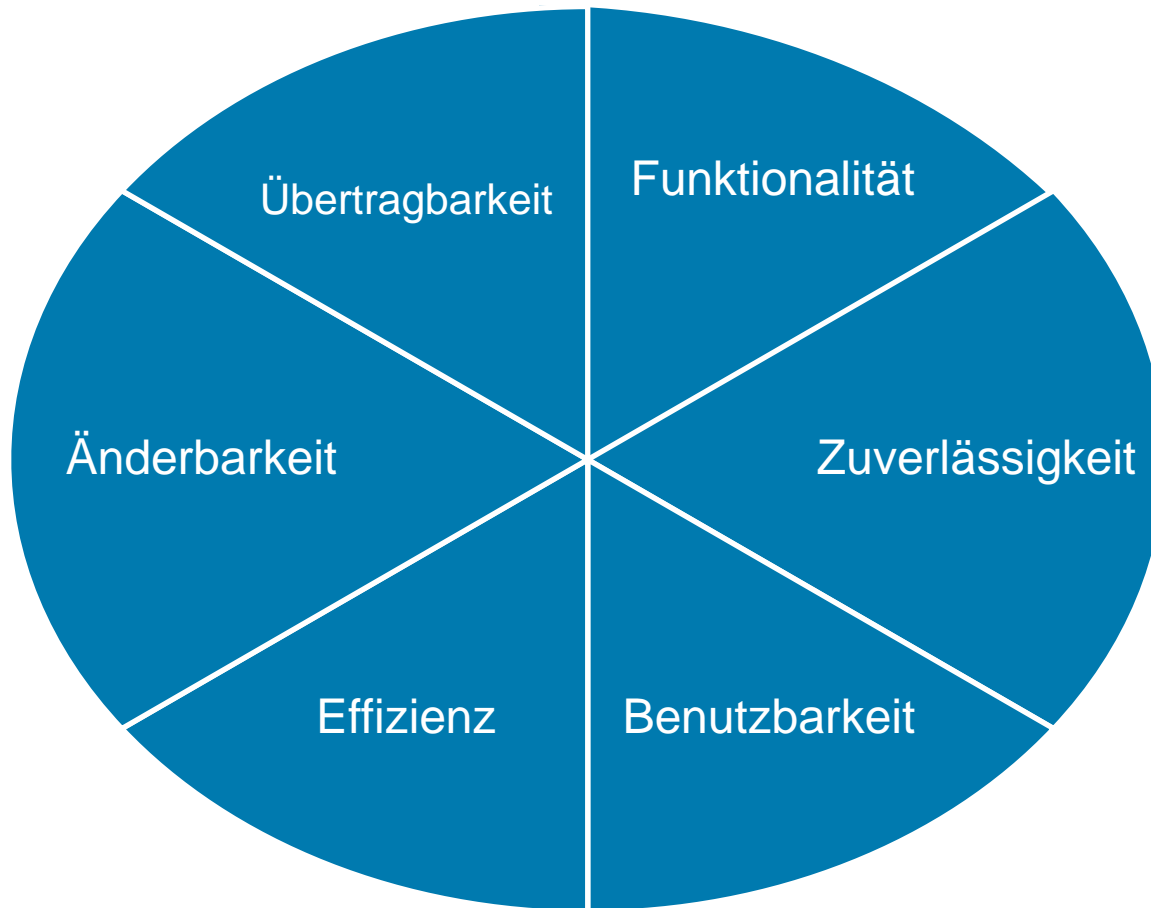 Funktionalität
Übertragbarkeit
Änderbarkeit
Zuverlässigkeit
Effizienz
Benutzbarkeit